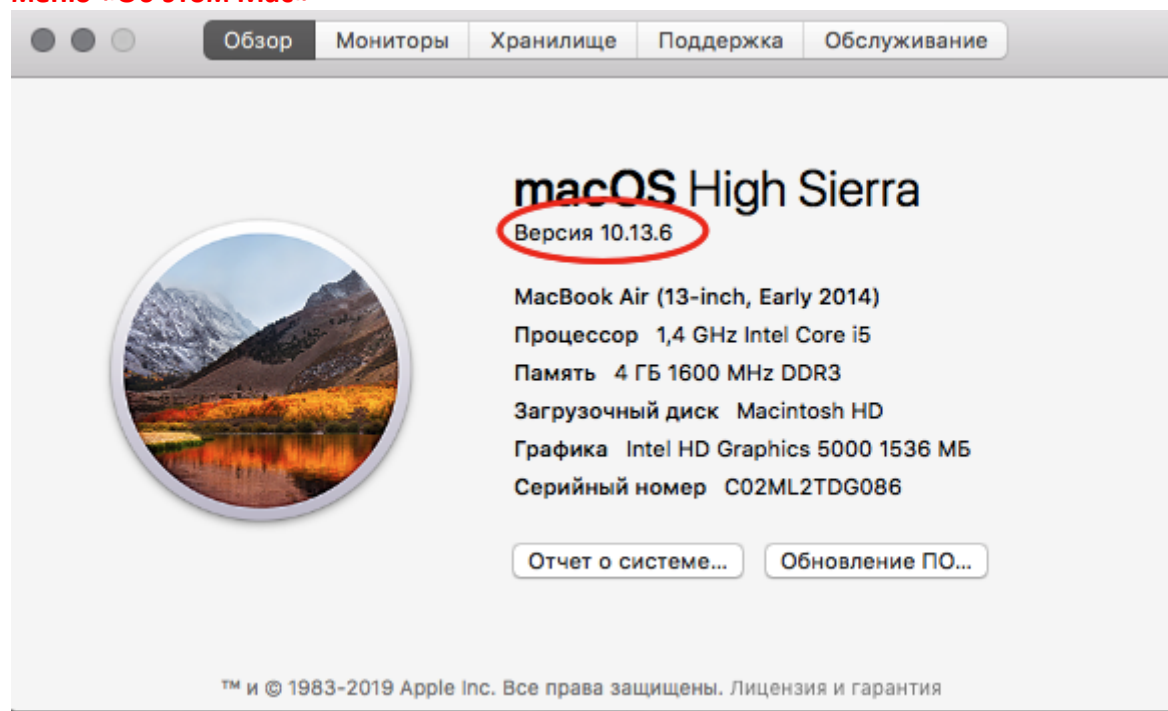 Обзор Мониторы Хранилище Поддержка Обслуживание
macOS High Sierra
Версия 10.13.6
MacBook Air (13-inch, Early 2014)
Процессор 1,4 GHz Intel Core i5
Память 4 ГБ 1600 MHz DDR3
Загрузочный диск Macintosh HD
Графика Intel HD Graphics 5000 1536 МБ
Серийный номер C02ML2TDG086
Отчет о системе... Обновление ПО...
™ и © 1983-2019 Apple Inc. Все права защищены. Лицензия и гарантия